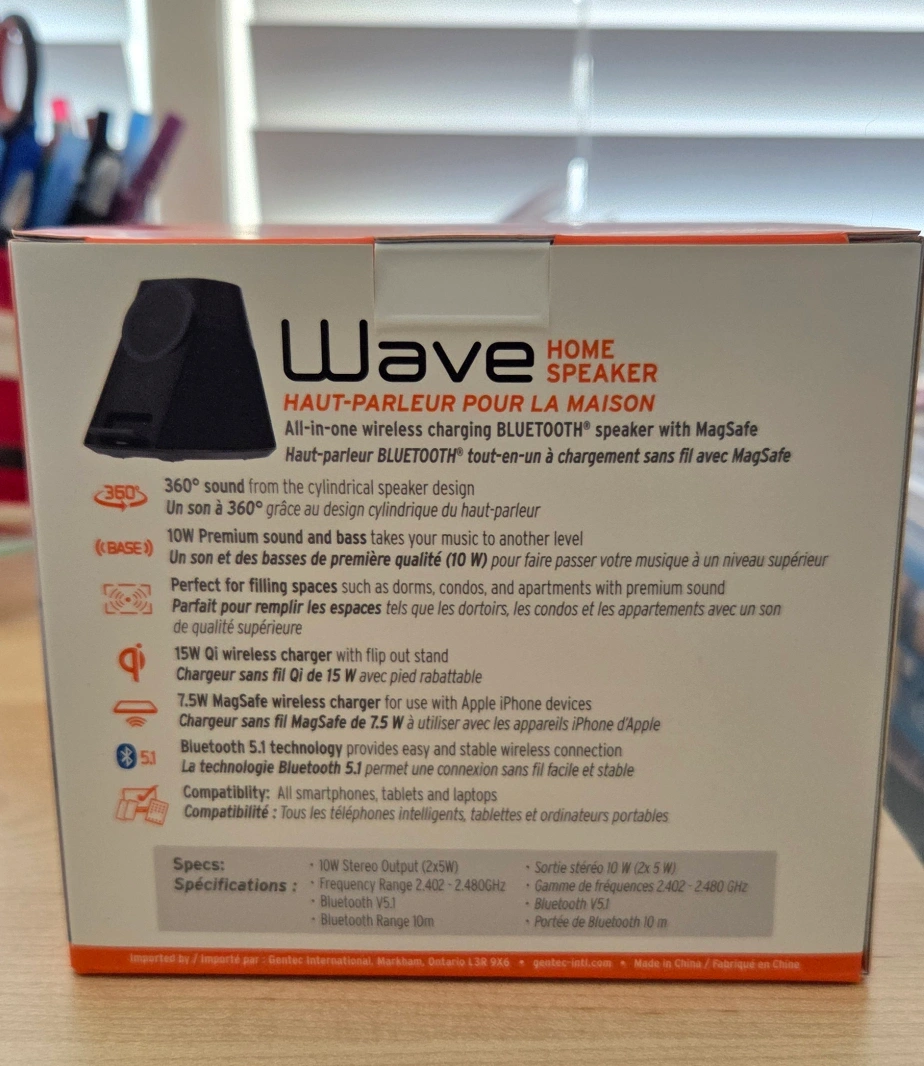 Wave HOME SPEAKER
HAUT-PARLEUR POUR LA MAISON
All-in-one wireless charging BLUETOOTH® speaker with MagSafe
Haut-parleur BLUETOOTH® tout-en-un à chargement sans fil avec MagSafe
360°
360° sound from the cylindrical speaker design
Un son à 360° grâce au design cylindrique du haut-parleur
((BASE))
10W Premium sound and bass takes your music to another level
Un son et des basses de première qualité (10 W) pour faire passer votre musique à un niveau supérieur
Perfect for filling spaces such as dorms, condos, and apartments with premium sound
Parfait pour remplir les espaces tels que les dortoirs, les condos et les appartements avec un son
de qualité supérieure
qi
15W Qi wireless charger with flip out stand
Chargeur sans fil Qi de 15 W avec pied rabattable
7.5W MagSafe wireless charger for use with Apple iPhone devices
Chargeur sans fil MagSafe de 7.5 W à utiliser avec les appareils iPhone d'Apple
5.1
Bluetooth 5.1 technology provides easy and stable wireless connection
La technologie Bluetooth 5.1 permet une connexion sans fil facile et stable
Compatiblity: All smartphones, tablets and laptops
Compatibilité : Tous les téléphones intelligents, tablettes et ordinateurs portables
Specs:
Spécifications :
• 10W Stereo Output (2x5W)
• Frequency Range 2.402 - 2.480GHz
• Bluetooth V5.1
• Bluetooth Range 10m
• Sortie stéréo 10 W (2x 5 W)
• Gamme de fréquences 2.402 - 2.480 GHz
• Bluetooth V5.1
• Portée de Bluetooth 10 m
Imported by / Importé par : Gentec International, Markham, Ontario L3R 9X6 • gentec-intl.com • Made in China / Fabriqué en Chine